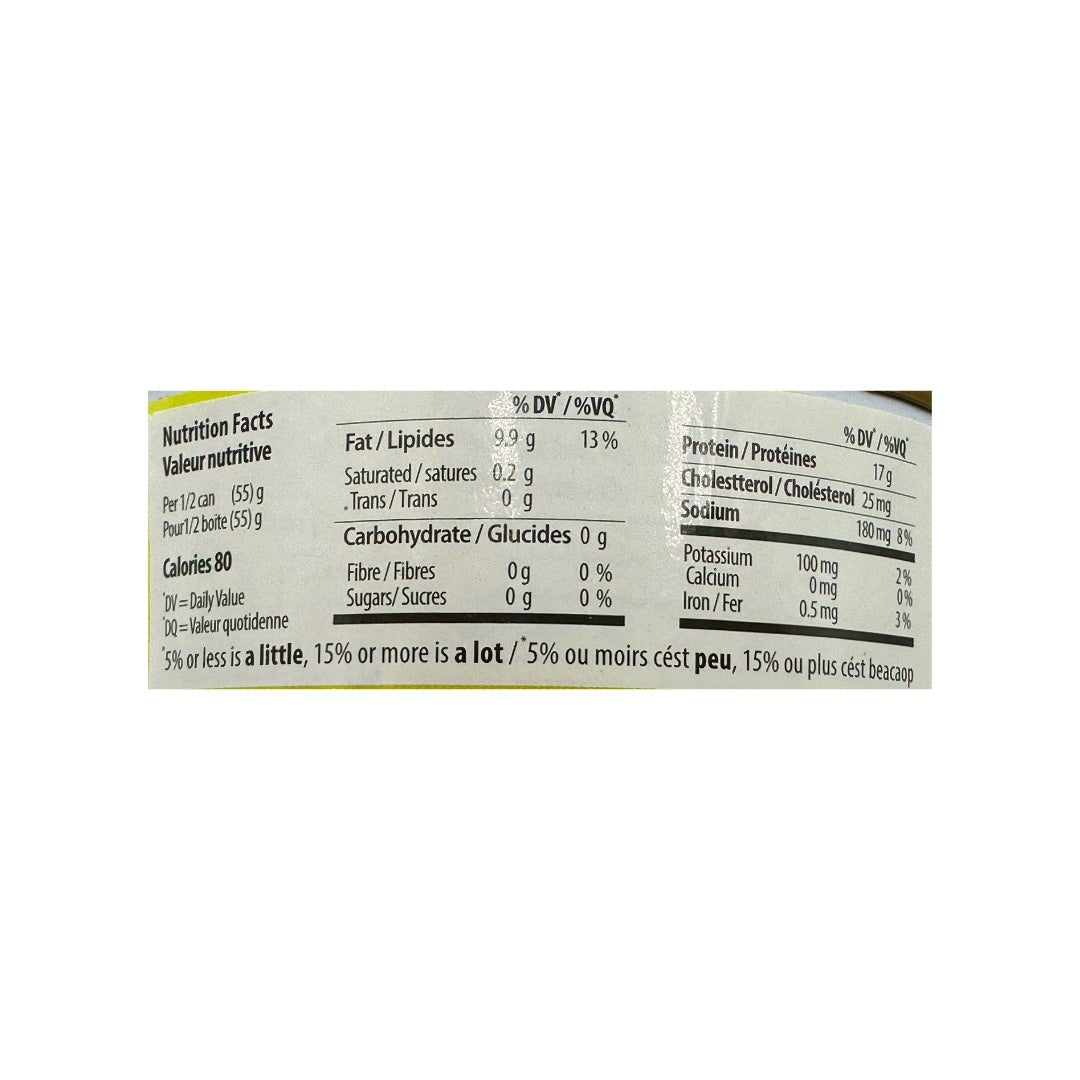 Nutrition Facts
Valeur nutritive
Per 1/2 can (55) g
Pour1/2 boite (55) g
Calories 80
*DV = Daily Value
*DQ = Valeur quotidenne
% DV* / %VQ*
Fat / Lipides 9.9 g 13 %
Saturated / satures 0.2 g
Trans / Trans 0 g
Carbohydrate / Glucides 0 g
Fibre / Fibres 0 g 0 %
Sugars/ Sucres 0 g 0 %
% DV* / %VQ*
Protein / Protéines 17 g
Cholestterol / Cholésterol 25 mg
Sodium 180 mg 8 %
Potassium 100 mg 2 %
Calcium 0 mg 0 %
Iron / Fer 0.5 mg 3 %
*5% or less is a little, 15% or more is a lot / *5% ou moirs cést peu, 15% ou plus cést beacaop